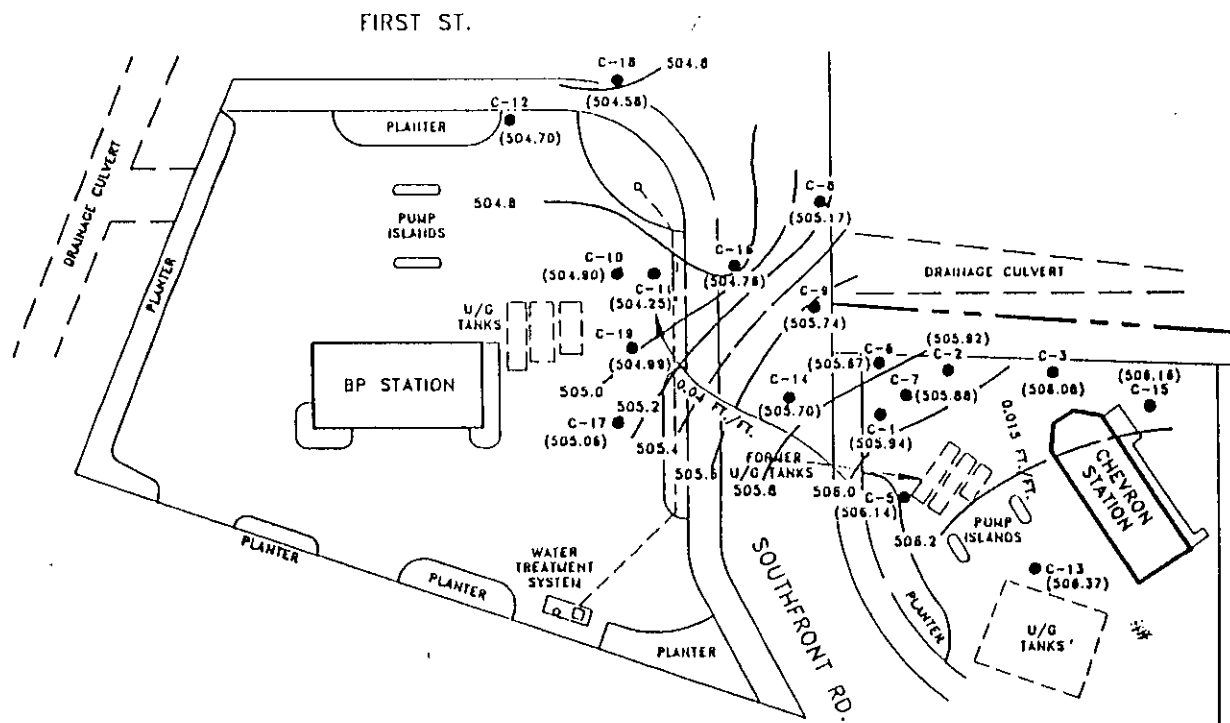 FIRST ST.
C-18
504.8
(504.58)
C-12
(504.70)
PLANTER
DRAINAGE CULVERT
PLANTER
PUMP
ISLANDS
504.8
C-8
(505.17)
C-16
(504.76)
C-10
(504.80)
C-11
(504.25)
DRAINAGE CULVERT
C-9
(505.74)
U/G
TANKS
C-19
(504.99)
BP STATION
505.0
505.2
C-17
(505.06)
505.4
0.04 FT./FT.
C-14
(505.70)
C-6
(505.67)
C-7
C-2
(505.92)
(505.88)
C-1
(505.94)
C-3
(506.08)
(506.16)
C-15
0.015 FT./FT.
CHEVRON
STATION
FORMER
U/G TANKS
505.6
505.8
506.0
C-5
(506.14)
506.2
PUMP
ISLANDS
C-13
(506.37)
U/G
TANKS
PLANTER
PLANTER
PLANTER
WATER
TREATMENT
SYSTEM
PLANTER
SOUTHFRONT RD.